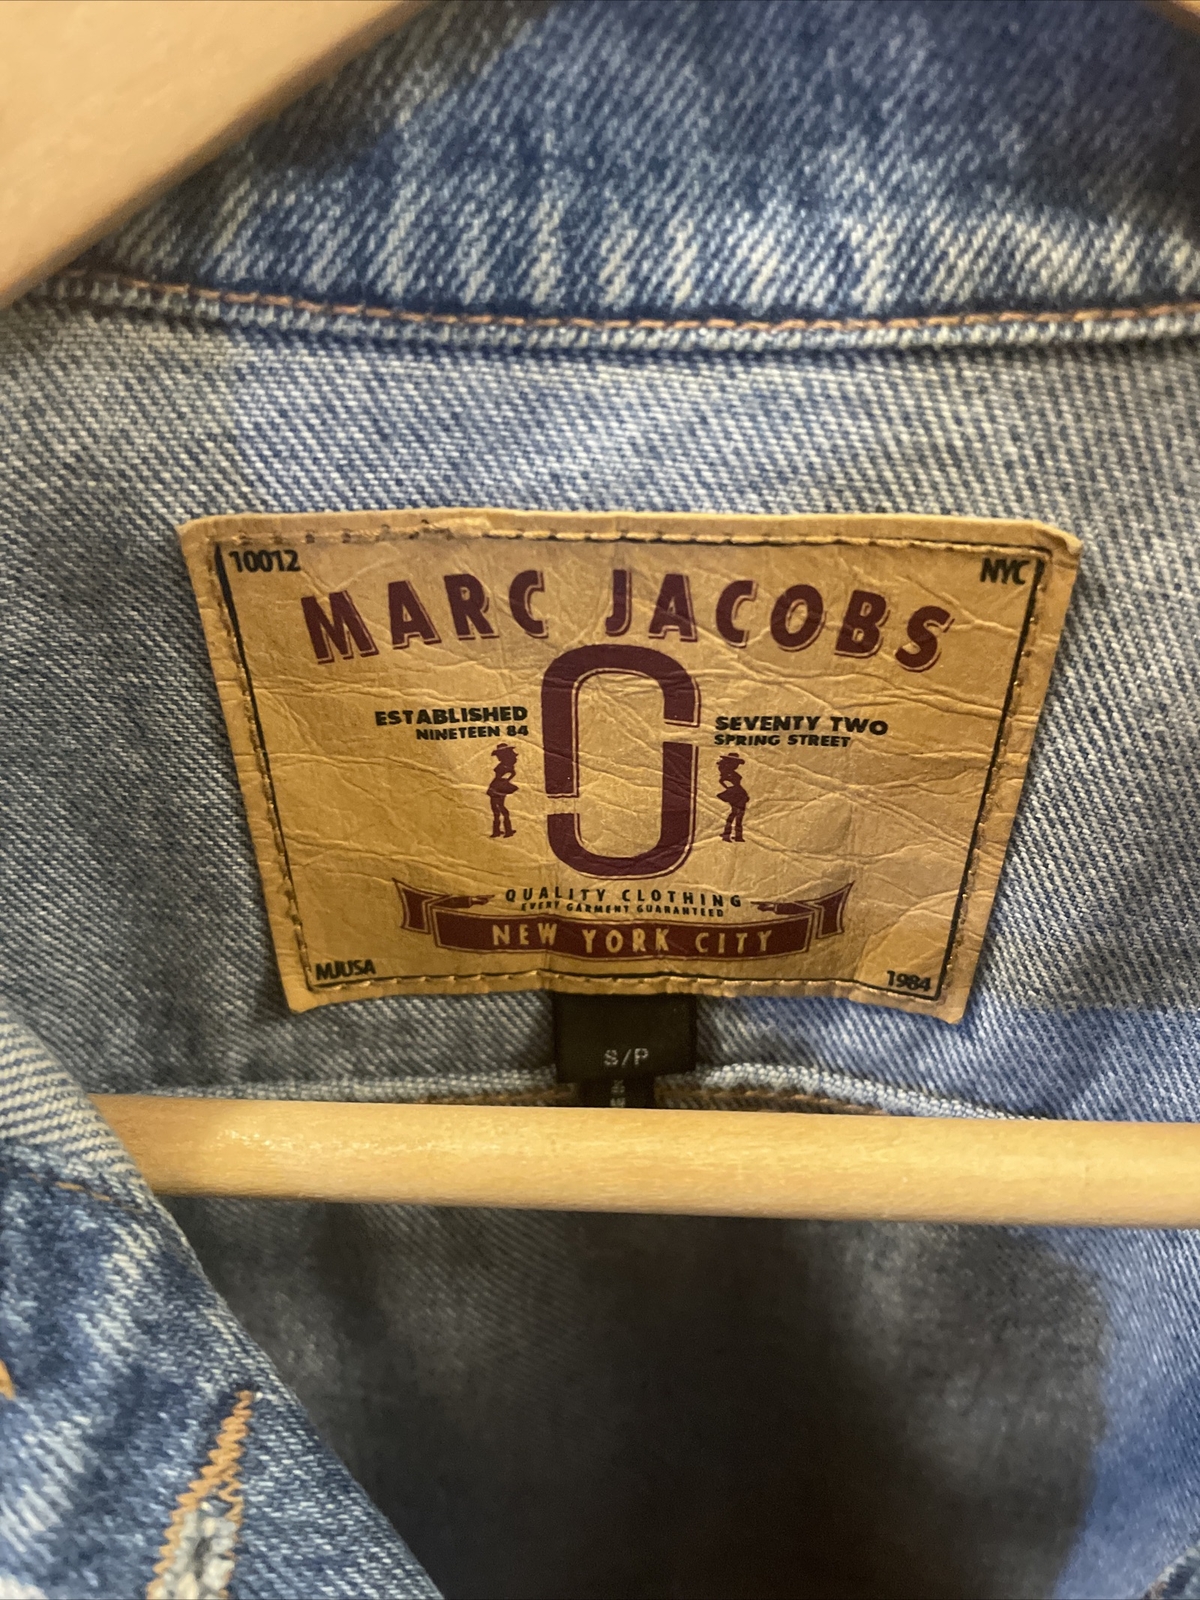 10012
NYC
MARC JACOBS
ESTABLISHED
NINETEEN 84
SEVENTY TWO
SPRING STREET
QUALITY CLOTHING
EVERY GARMENT GUARANTEED
NEW YORK CITY
MJUSA
1984
S/P